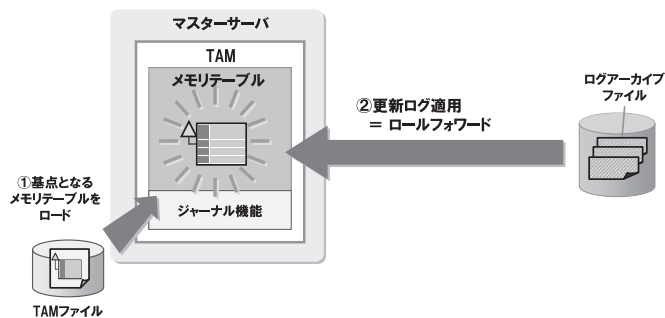 マスターサーバ
TAM
メモリテーブル
ジャーナル機能
①基点となる
メモリテーブルを
ロード
TAMファイル
②更新ログ適用
= ロールフォワード
ログアーカイブ
ファイル